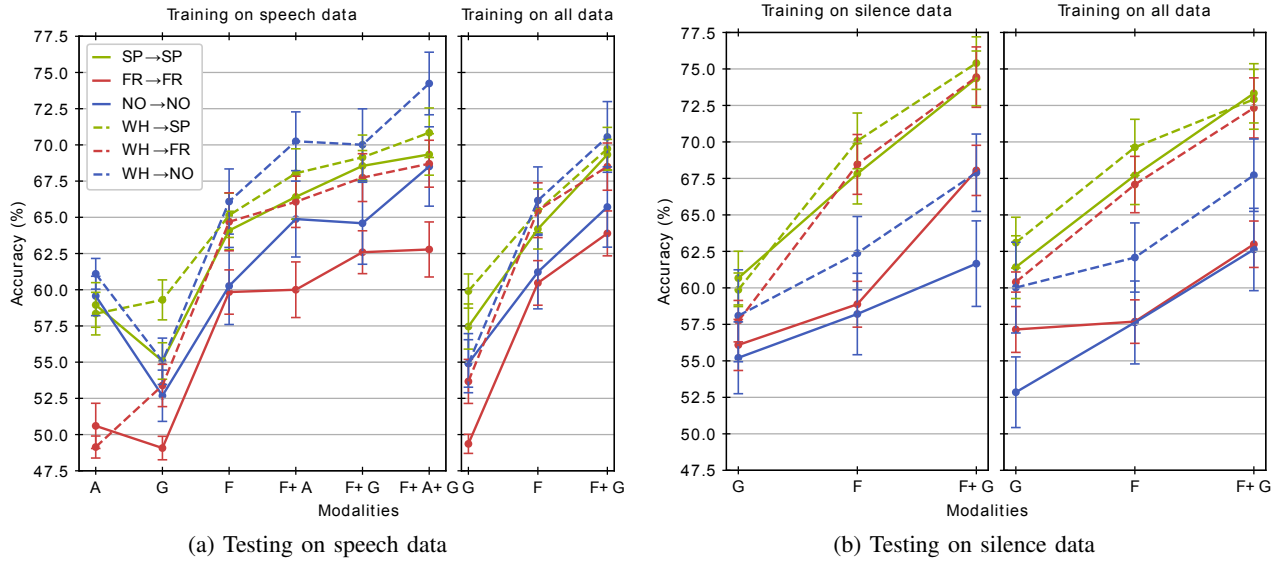 Training on speech data
Training on all data
Accuracy (%)
77.5
75.0
72.5
70.0
67.5
65.0
62.5
60.0
57.5
55.0
52.5
50.0
47.5
SP→SP
FR→FR
NO→NO
WH→SP
WH→FR
WH→NO
A G F F+ A F+ G F+ A+ G
G F F+ G
Modalities
(a) Testing on speech data
Training on silence data
Training on all data
Accuracy (%)
77.5
75.0
72.5
70.0
67.5
65.0
62.5
60.0
57.5
55.0
52.5
50.0
47.5
G F F+ G
G F F+ G
Modalities
(b) Testing on silence data